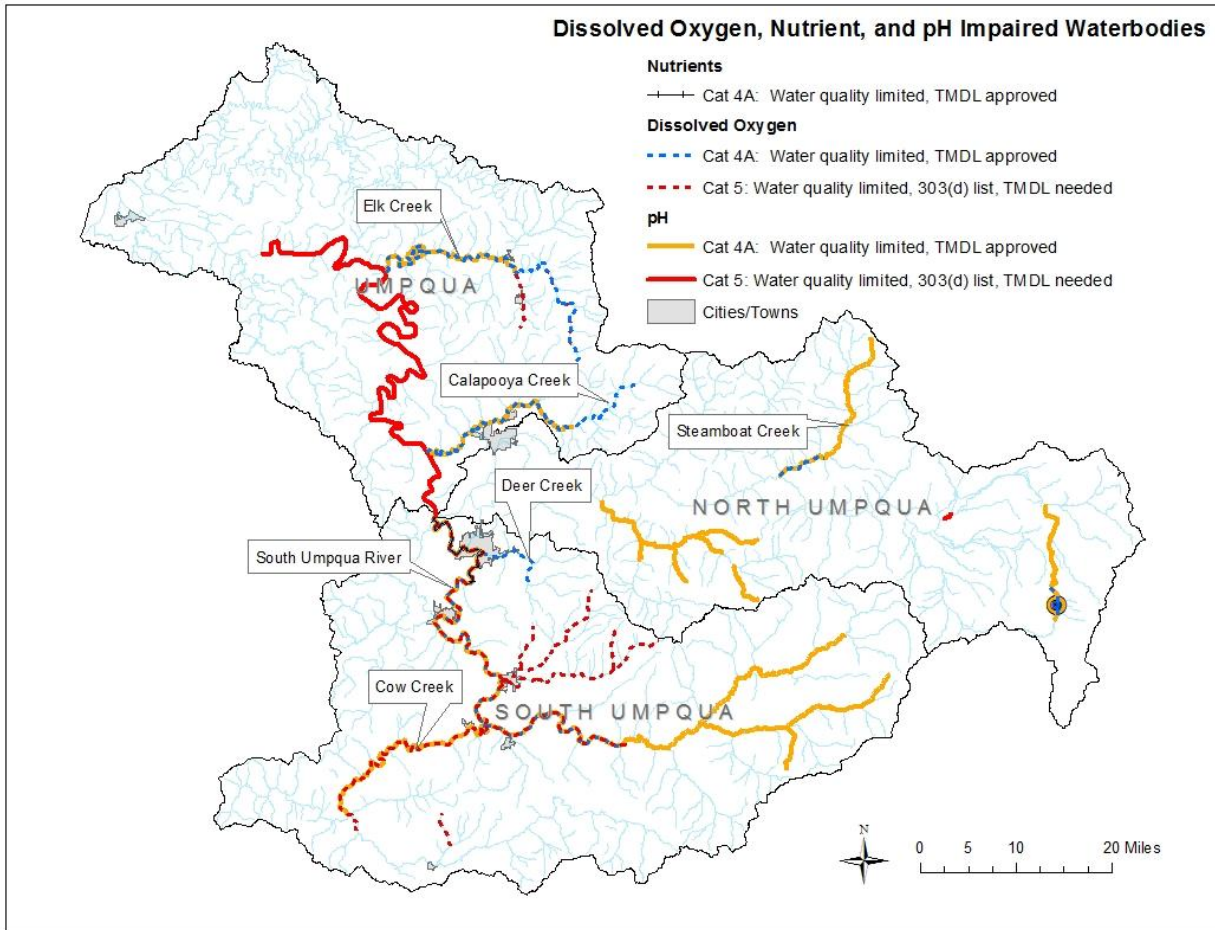 Dissolved Oxygen, Nutrient, and pH Impaired Waterbodies
Nutrients
Cat 4A: Water quality limited, TMDL approved
Dissolved Oxygen
Cat 4A: Water quality limited, TMDL approved
Cat 5: Water quality limited, 303(d) list, TMDL needed
pH
Cat 4A: Water quality limited, TMDL approved
Cat 5: Water quality limited, 303(d) list, TMDL needed
Cities/Towns
Elk Creek
UMPQUA
Calapooya Creek
Steamboat Creek
Deer Creek
NORTH UMPQUA
South Umpqua River
Cow Creek
SOUTH UMPQUA
N
0 5 10 20 Miles